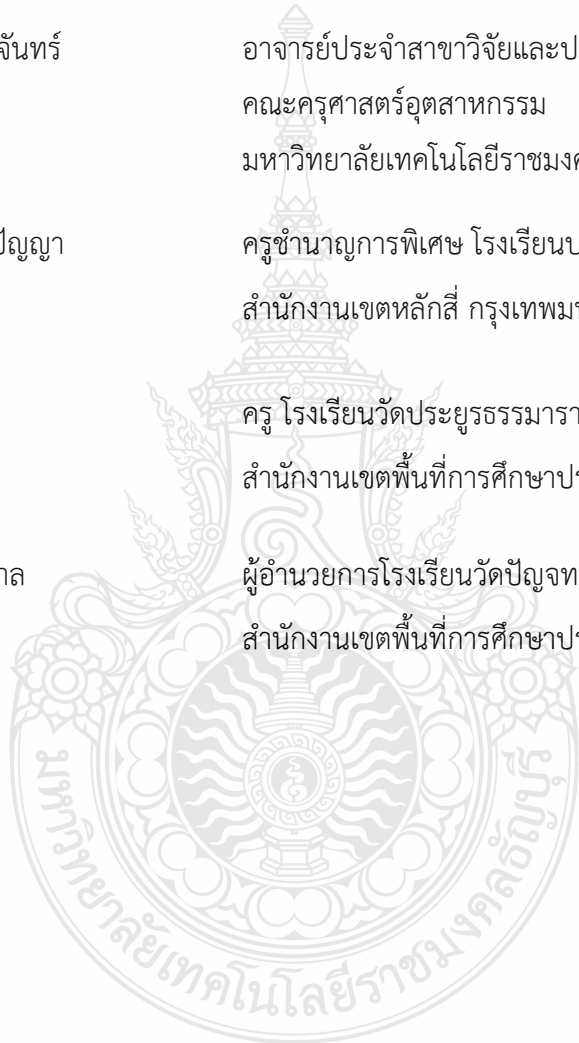 จันทร์ อาจารย์ประจำสาขาวิจัยและป
คณะครุศาสตร์อุตสาหกรรม
มหาวิทยาลัยเทคโนโลยีราชมง
ปัญญา ครูชำนาญการพิเศษ โรงเรียนบ
สำนักงานเขตหลักสี่ กรุงเทพม
ครู โรงเรียนวัดประยูรธรรมารา
สำนักงานเขตพื้นที่การศึกษาปร
าล ผู้อำนวยการโรงเรียนวัดปัญจท
สำนักงานเขตพื้นที่การศึกษาปร
มหาวิทยาลัยเทคโนโลยีราชมงคลธัญบุรี